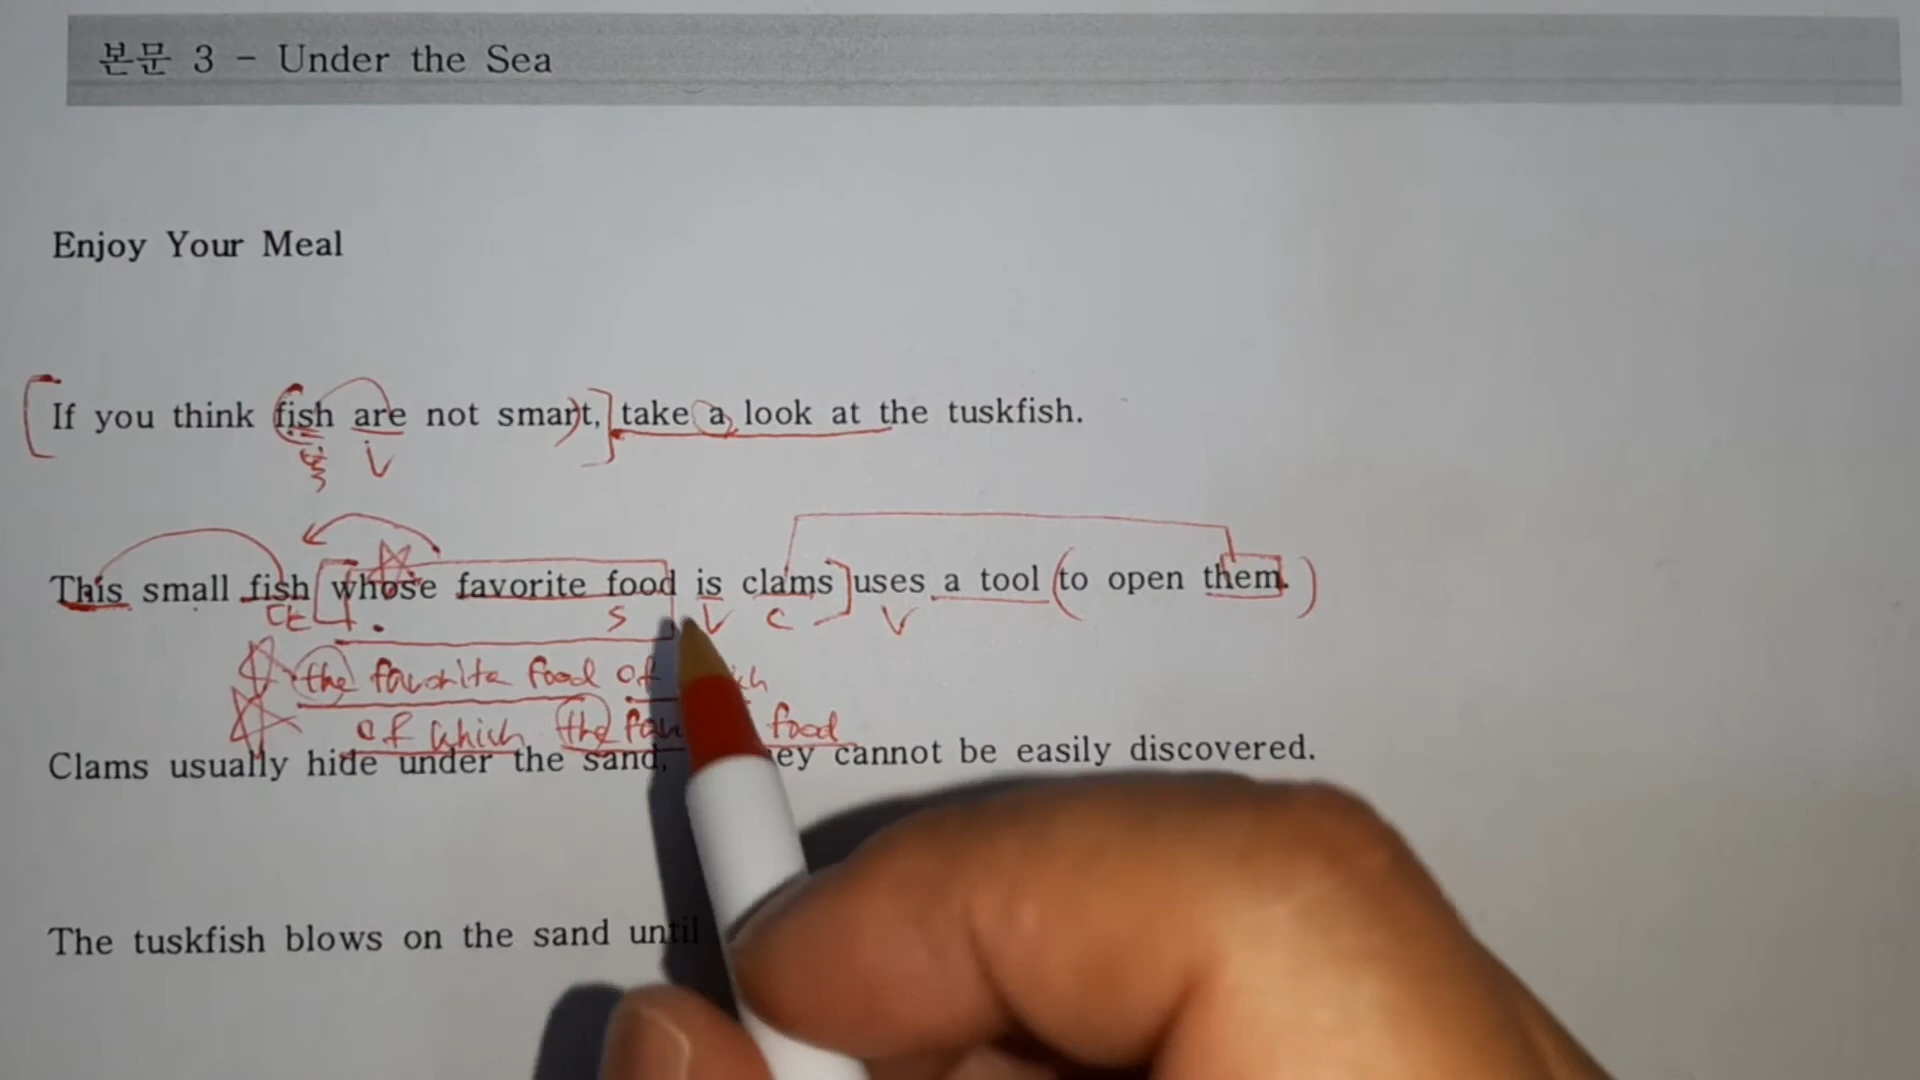 본문 3 - Under the Sea
Enjoy Your Meal
If you think fish are not smart, take a look at the tuskfish.
V
This small fish whose favorite food is clams uses a tool to open them.
S V C V
the favorite food of
of which the food
Clams usually hide under the sand, cannot be easily discovered.
The tuskfish blows on the sand until